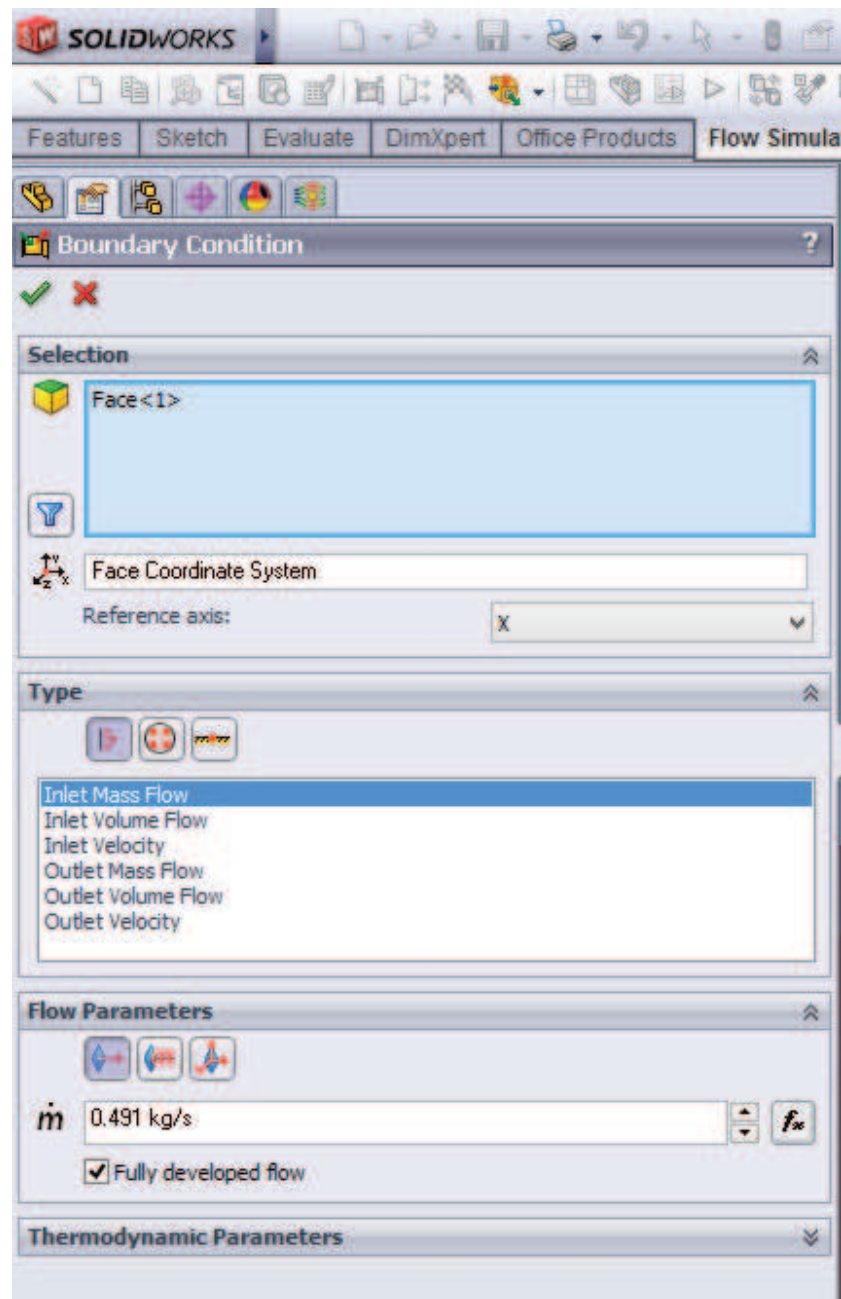 SOLIDWORKS
Features Sketch Evaluate DimXpert Office Products Flow Simula
Boundary Condition ?
Selection
Face<1>
Face Coordinate System
Reference axis: X
Type
Inlet Mass Flow
Inlet Volume Flow
Inlet Velocity
Outlet Mass Flow
Outlet Volume Flow
Outlet Velocity
Flow Parameters
ṁ 0.491 kg/s fx
Fully developed flow
Thermodynamic Parameters